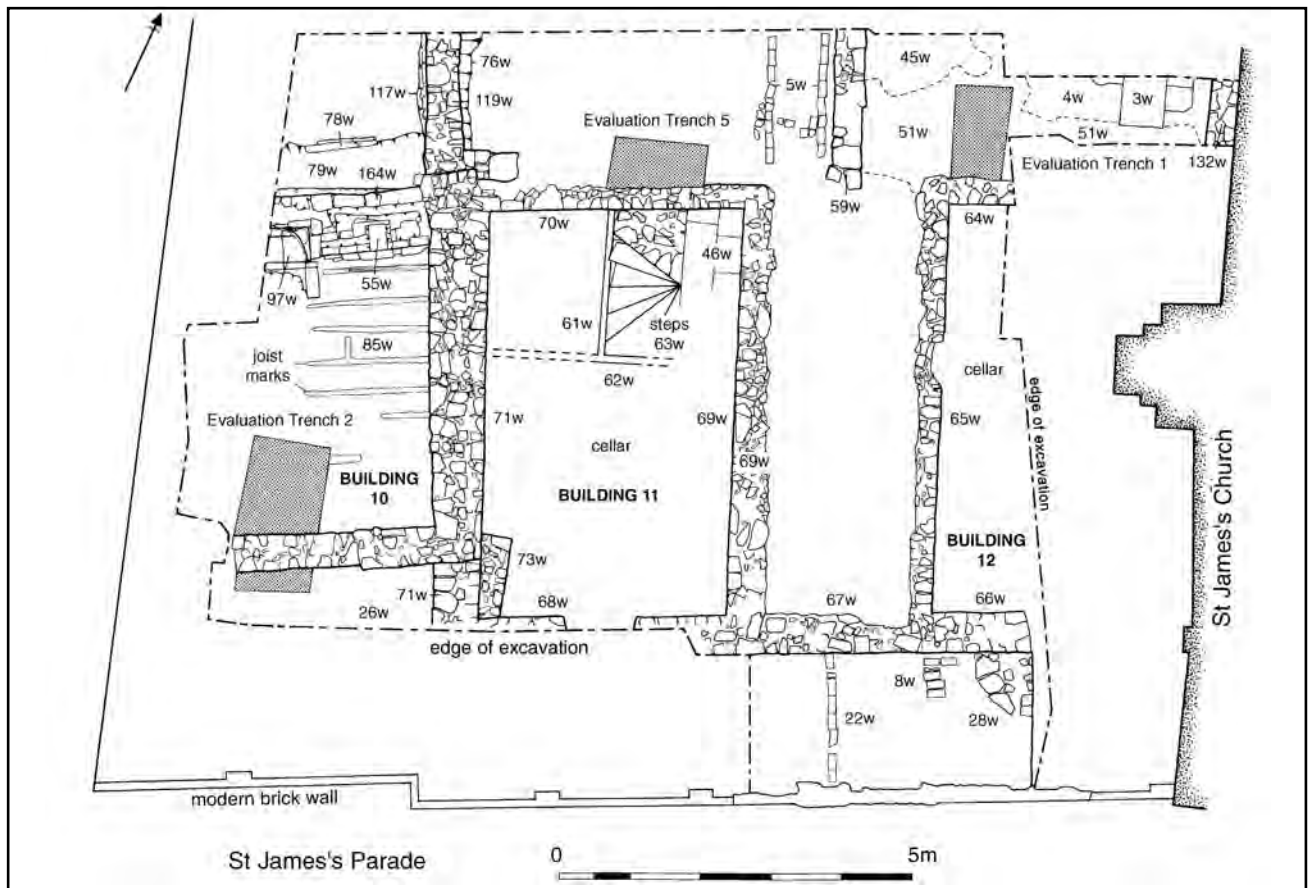 45w
76w
5w
117w
119w
4w
3w
78w
Evaluation Trench 5
51w
51w
79w
164w
Evaluation Trench 1
132w
59w
70w
64w
46w
97w
55w
61w
steps
63w
85w
joist
marks
62w
cellar
edge of excavation
Evaluation Trench 2
71w
69w
65w
cellar
69w
BUILDING
10
BUILDING 11
BUILDING
12
St James's Church
73w
71w
26w
68w
67w
66w
edge of excavation
8w
22w
28w
modern brick wall
St James's Parade
0
5m